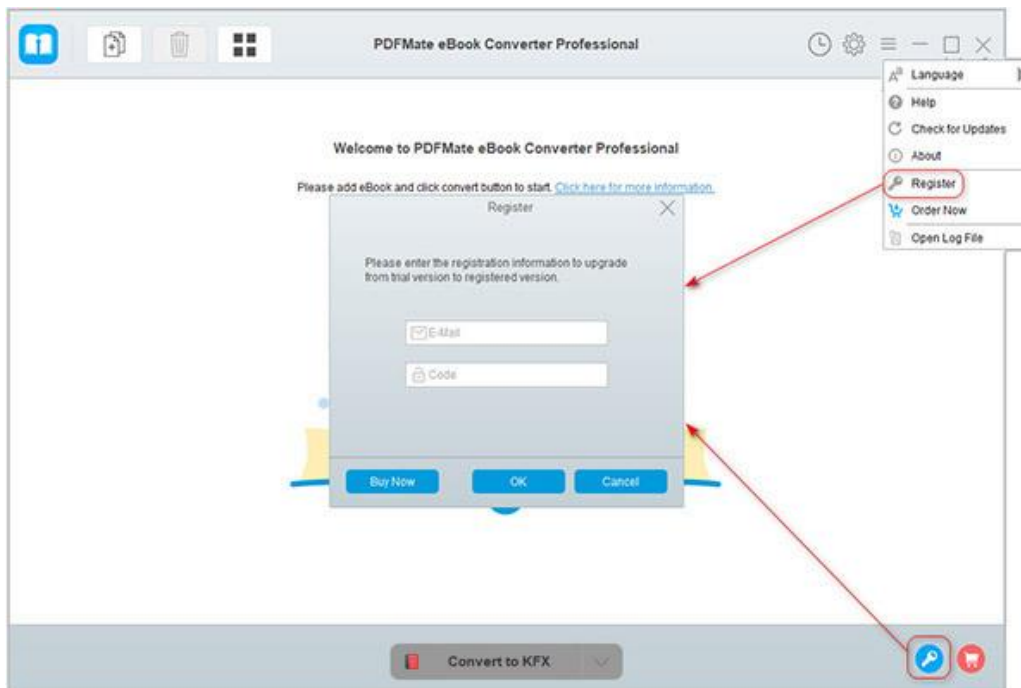 PDFMate eBook Converter Professional
Language
Help
Check for Updates
About
Register
Order Now
Open Log File
Welcome to PDFMate eBook Converter Professional
Please add eBook and click convert button to start. Click here for more information.
Register
Please enter the registration information to upgrade
from trial version to registered version.
E-Mail
Code
Buy Now
OK
Cancel
Convert to KFX